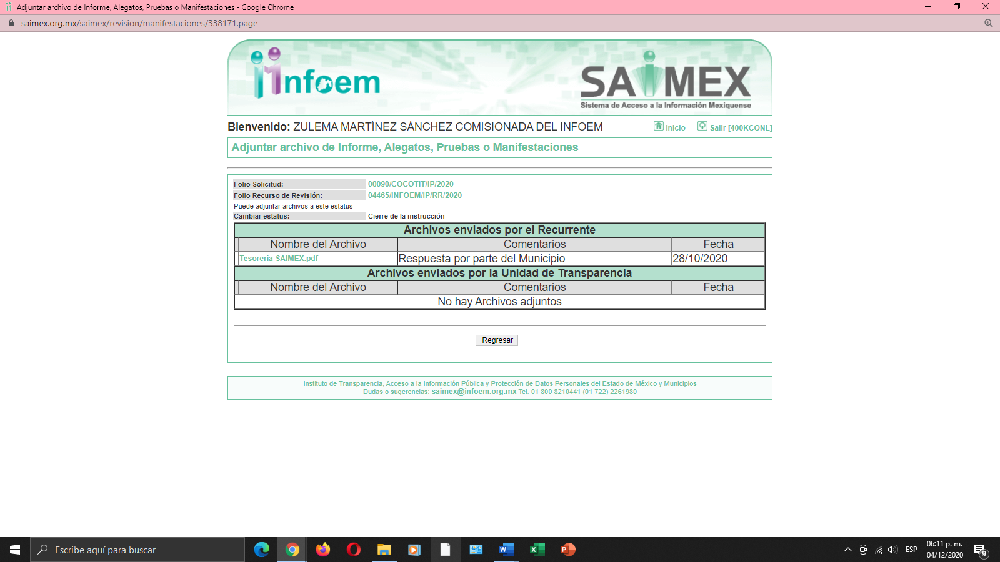 Adjuntar archivo de Informe, Alegatos, Pruebas o Manifestaciones - Google Chrome
saimex.org.mx/saimex/revision/manifestaciones/338171.page
infoem
SAIMEX
Sistema de Acceso a la Información Mexiquense
Bienvenido: ZULEMA MARTÍNEZ SÁNCHEZ COMISIONADA DEL INFOEM
Inicio
Salir [400KCONL]
Adjuntar archivo de Informe, Alegatos, Pruebas o Manifestaciones
Folio Solicitud: 00090/COCOTIT/IP/2020
Folio Recurso de Revisión: 04465/INFOEM/IP/RR/2020
Puede adjuntar archivos a este estatus
Cambiar estatus: Cierre de la instrucción
Archivos enviados por el Recurrente
Nombre del Archivo Comentarios Fecha
Tesoreria SAIMEX.pdf Respuesta por parte del Municipio 28/10/2020
Archivos enviados por la Unidad de Transparencia
Nombre del Archivo Comentarios Fecha
No hay Archivos adjuntos
Regresar
Instituto de Transparencia, Acceso a la Información Pública y Protección de Datos Personales del Estado de México y Municipios
Dudas o sugerencias: saimex@infoem.org.mx Tel. 01 800 8210441 (01 722) 2261980
Escribe aquí para buscar
ESP
06:11 p. m.
04/12/2020
9